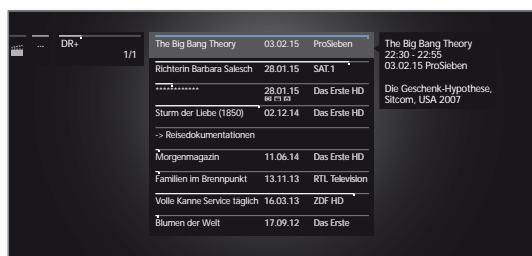 ... DR+
1/1
The Big Bang Theory 03.02.15 ProSieben
Richterin Barbara Salesch 28.01.15 SAT.1
************ 28.01.15 Das Erste HD
Sturm der Liebe (1850) 02.12.14 Das Erste HD
-> Reisedokumentationen
Morgenmagazin 11.06.14 Das Erste HD
Familien im Brennpunkt 13.11.13 RTL Television
Volle Kanne Service täglich 16.03.13 ZDF HD
Blumen der Welt 17.09.12 Das Erste
The Big Bang Theory
22:30 - 22:55
03.02.15 ProSieben
Die Geschenk-Hypothese,
Sitcom, USA 2007